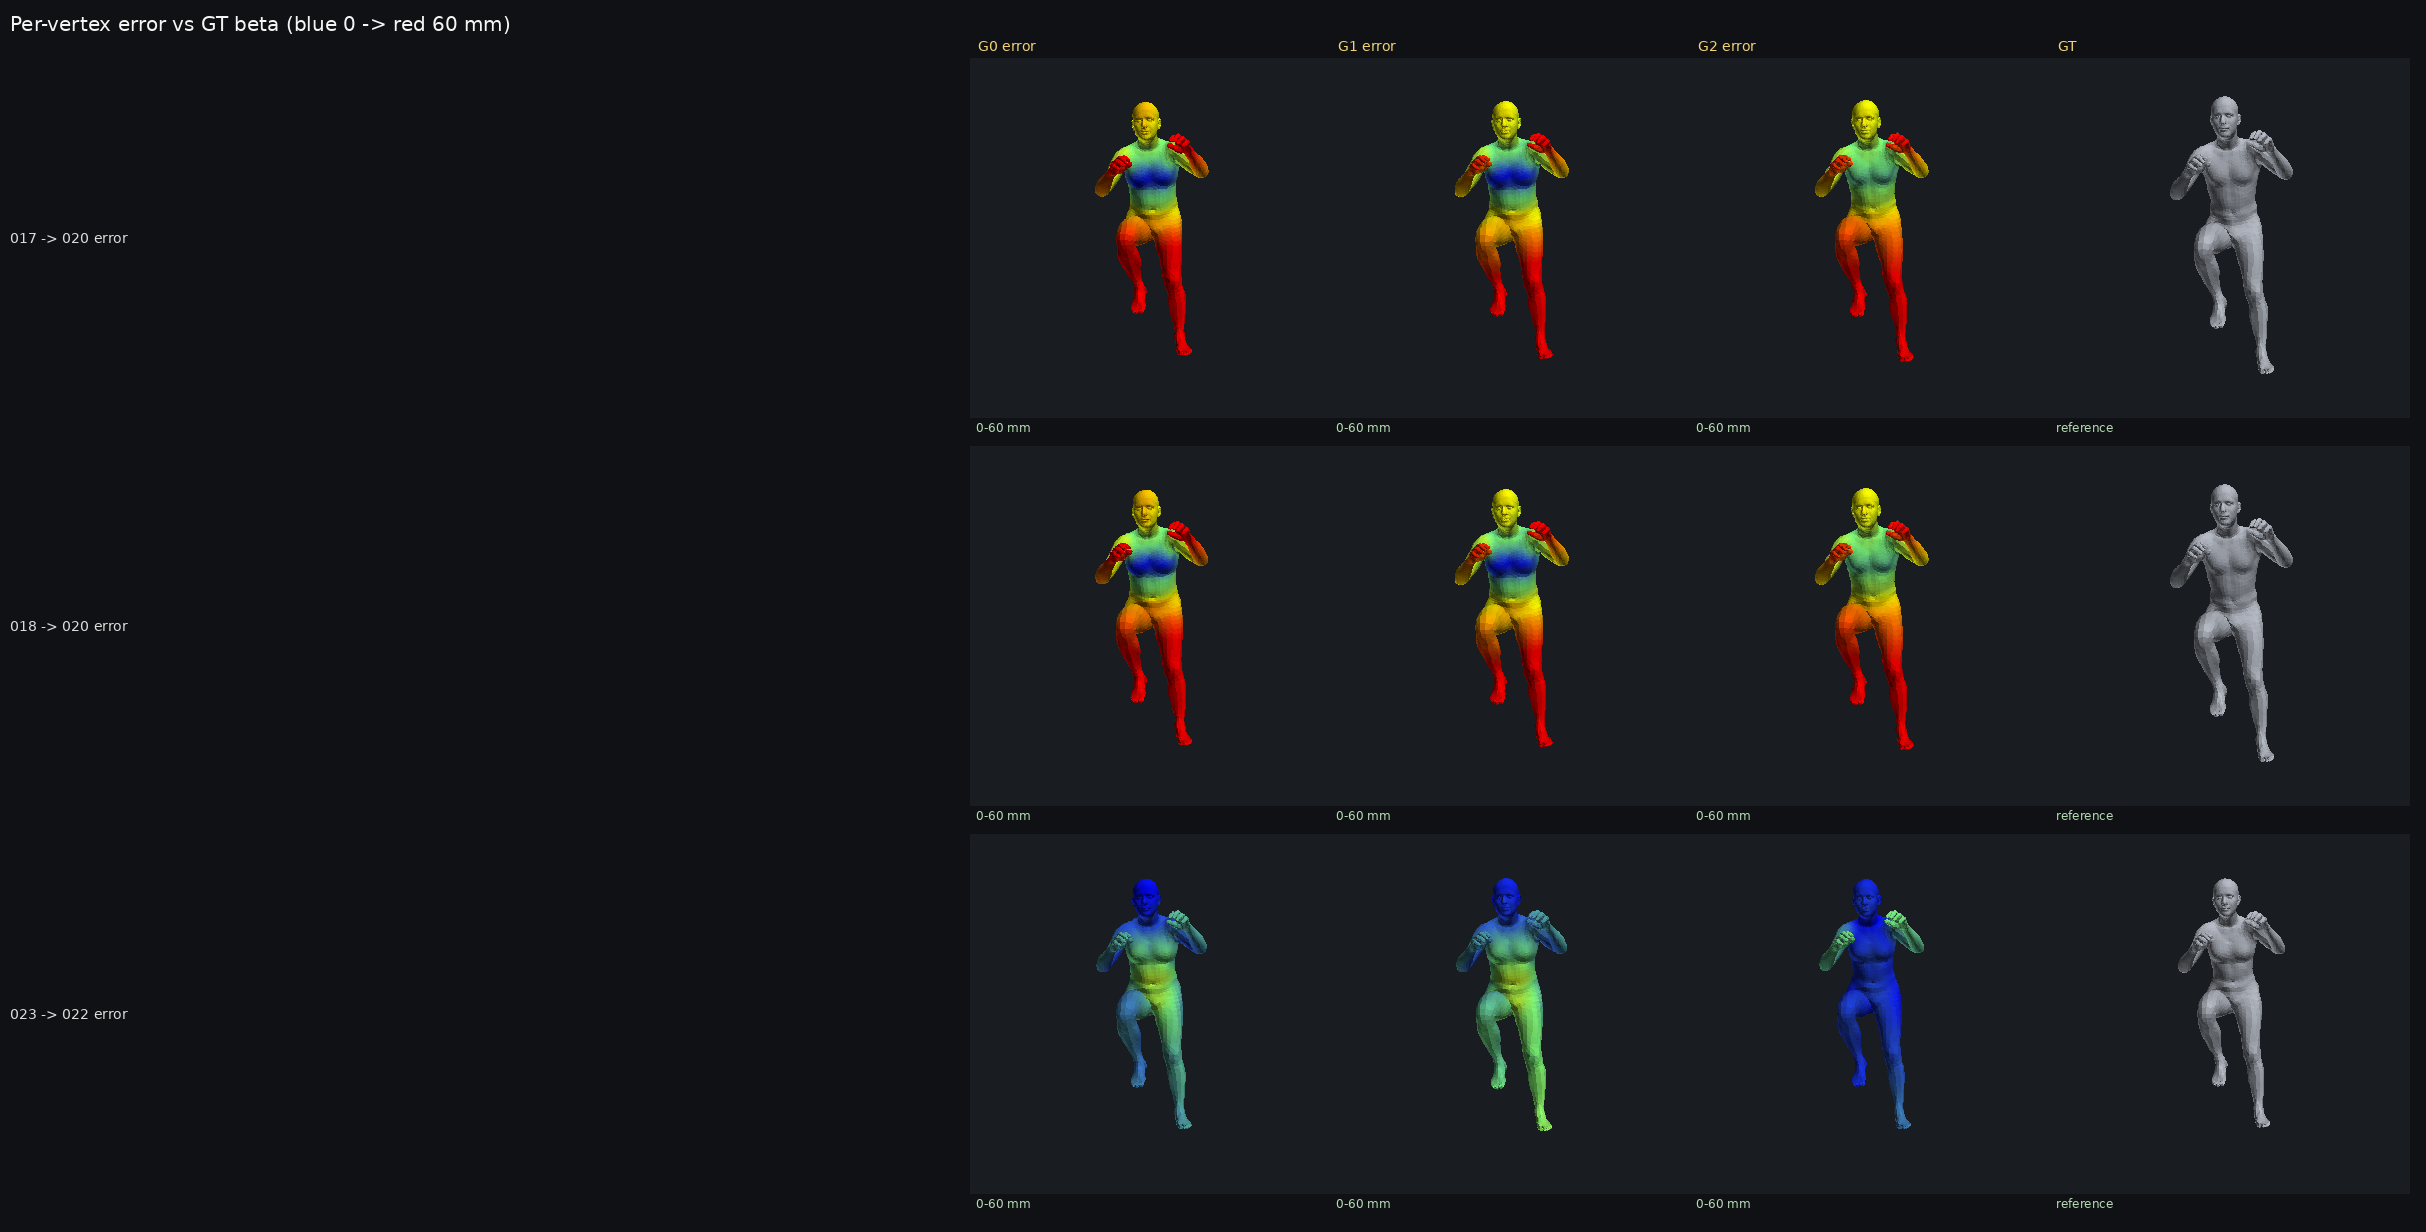 Per-vertex error vs GT beta (blue 0 -> red 60 mm)
G0 error G1 error G2 error GT
017 -> 020 error
0-60 mm 0-60 mm 0-60 mm reference
018 -> 020 error
0-60 mm 0-60 mm 0-60 mm reference
023 -> 022 error
0-60 mm 0-60 mm 0-60 mm reference